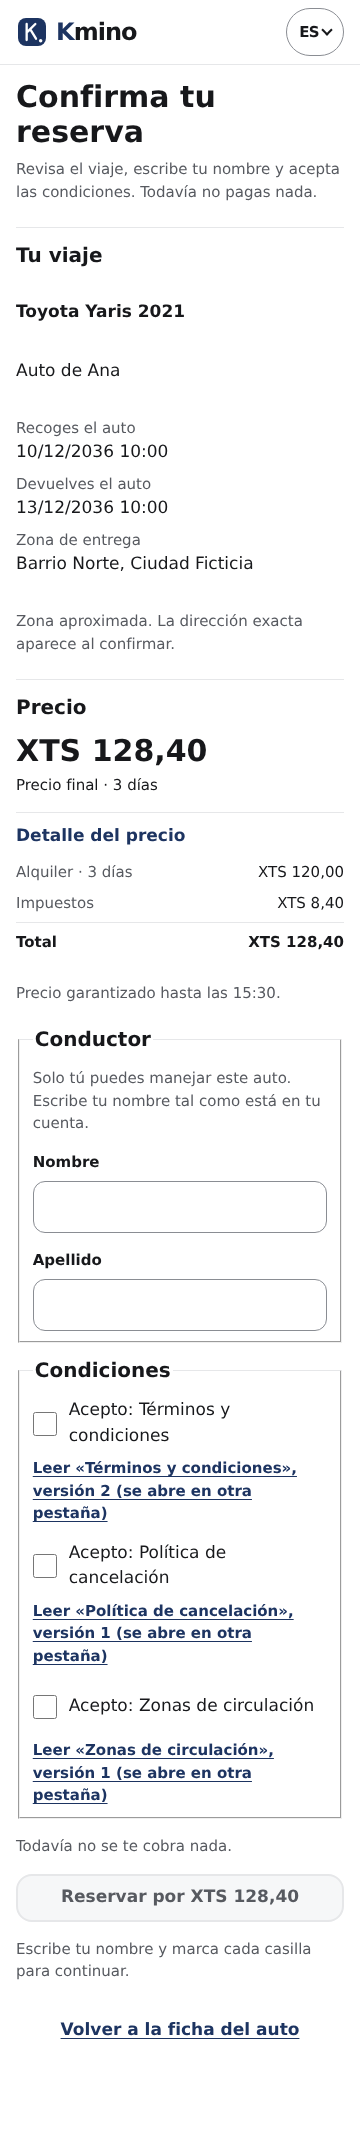 Kmino
ES
Confirma tu
reserva
Revisa el viaje, escribe tu nombre y acepta
las condiciones. Todavía no pagas nada.
Tu viaje
Toyota Yaris 2021
Auto de Ana
Recoges el auto
10/12/2036 10:00
Devuelves el auto
13/12/2036 10:00
Zona de entrega
Barrio Norte, Ciudad Ficticia
Zona aproximada. La dirección exacta
aparece al confirmar.
Precio
XTS 128,40
Precio final · 3 días
Detalle del precio
Alquiler · 3 días XTS 120,00
Impuestos XTS 8,40
Total XTS 128,40
Precio garantizado hasta las 15:30.
Conductor
Solo tú puedes manejar este auto.
Escribe tu nombre tal como está en tu
cuenta.
Nombre
Apellido
Condiciones
Acepto: Términos y
condiciones
Leer «Términos y condiciones»,
versión 2 (se abre en otra
pestaña)
Acepto: Política de
cancelación
Leer «Política de cancelación»,
versión 1 (se abre en otra
pestaña)
Acepto: Zonas de circulación
Leer «Zonas de circulación»,
versión 1 (se abre en otra
pestaña)
Todavía no se te cobra nada.
Reservar por XTS 128,40
Escribe tu nombre y marca cada casilla
para continuar.
Volver a la ficha del auto